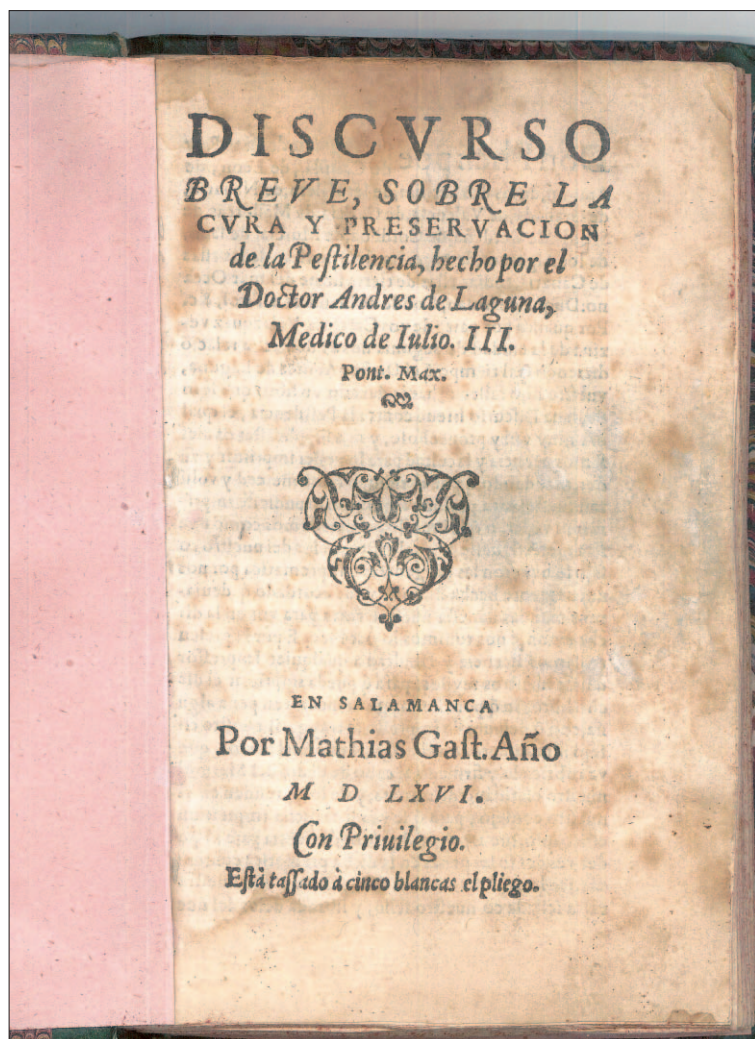 DISCVRSO
BREVE, SOBRE LA
CVRA Y PRESERVACION
de la Peſtilencia, hecho por el
Doctor Andres de Laguna,
Medico de Iulio. III.
Pont. Max.
EN SALAMANCA
Por Mathias Gaſt. Año
M D LXVI.
Con Priuilegio.
Eſtà taſſado à cinco blancas el pliego.